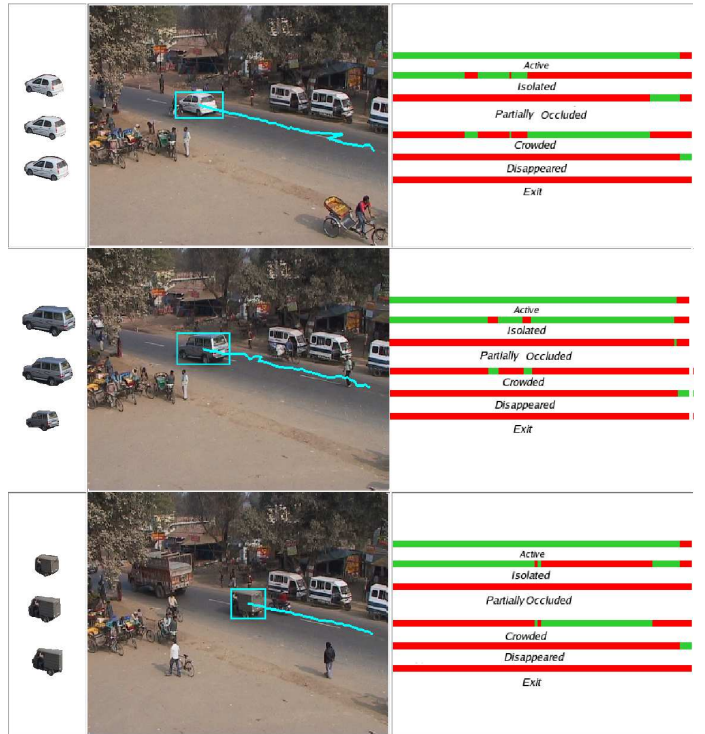 Active
Isolated
Partially Occluded
Crowded
Disappeared
Exit
Active
Isolated
Partially Occluded
Crowded
Disappeared
Exit
Active
Isolated
Partially Occluded
Crowded
Disappeared
Exit